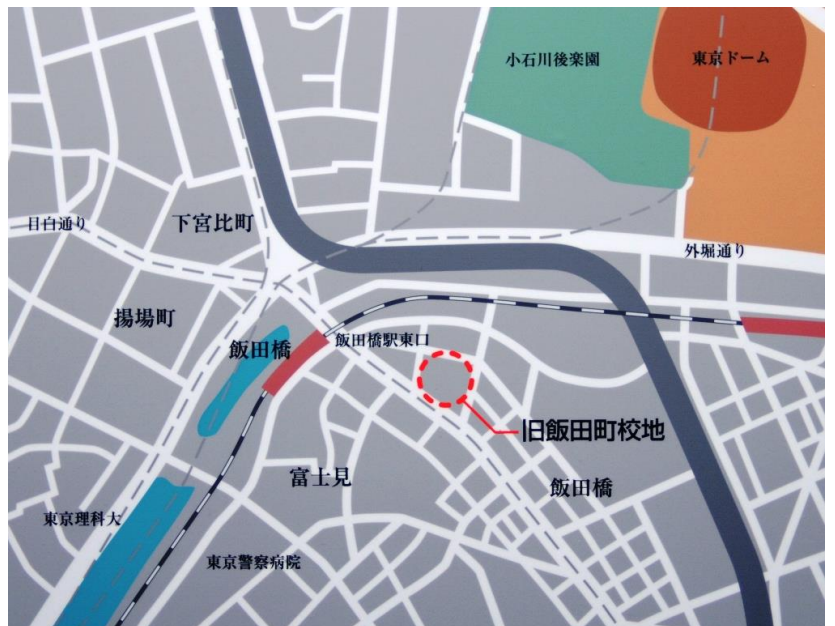 小石川後楽園
東京ドーム
目白通り
下宮比町
外堀通り
揚場町
飯田橋
飯田橋駅東口
旧飯田町校地
富士見
飯田橋
東京理科大
東京警察病院